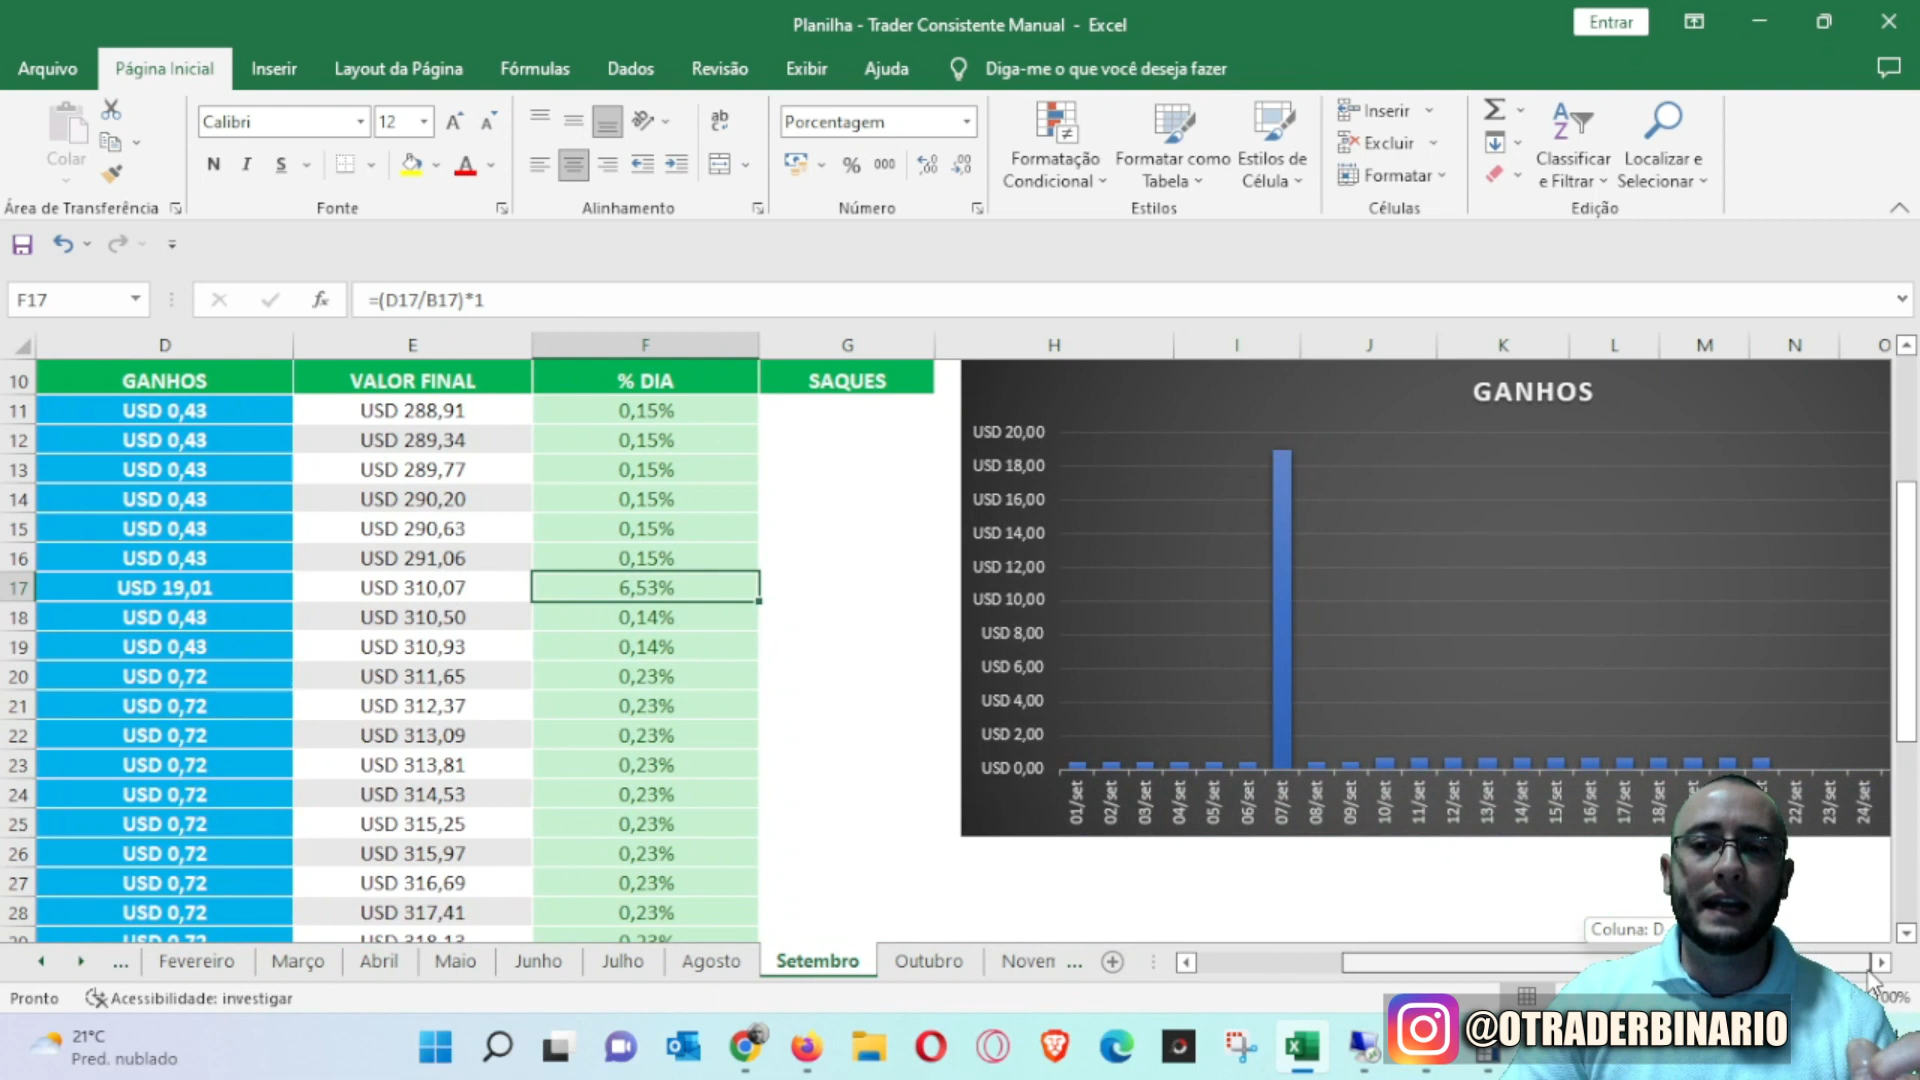 Planilha - Trader Consistente Manual - Excel
Entrar
Arquivo Página Inicial Inserir Layout da Página Fórmulas Dados Revisão Exibir Ajuda Diga-me o que você deseja fazer
Colar
Área de Transferência
Calibri 12
N I S
Fonte
ab
Alinhamento
Porcentagem
% 000
Número
Formatação Condicional
Formatar como Tabela
Estilos de Célula
Estilos
Inserir
Excluir
Formatar
Células
Classificar e Filtrar
Localizar e Selecionar
Edição
F17 fx =(D17/B17)*1
D E F G H I J K L M N O
10 GANHOS VALOR FINAL % DIA SAQUES
11 USD 0,43 USD 288,91 0,15%
12 USD 0,43 USD 289,34 0,15%
13 USD 0,43 USD 289,77 0,15%
14 USD 0,43 USD 290,20 0,15%
15 USD 0,43 USD 290,63 0,15%
16 USD 0,43 USD 291,06 0,15%
17 USD 19,01 USD 310,07 6,53%
18 USD 0,43 USD 310,50 0,14%
19 USD 0,43 USD 310,93 0,14%
20 USD 0,72 USD 311,65 0,23%
21 USD 0,72 USD 312,37 0,23%
22 USD 0,72 USD 313,09 0,23%
23 USD 0,72 USD 313,81 0,23%
24 USD 0,72 USD 314,53 0,23%
25 USD 0,72 USD 315,25 0,23%
26 USD 0,72 USD 315,97 0,23%
27 USD 0,72 USD 316,69 0,23%
28 USD 0,72 USD 317,41 0,23%
29 USD 0,72 USD 318,13 0,23%
GANHOS
USD 20,00
USD 18,00
USD 16,00
USD 14,00
USD 12,00
USD 10,00
USD 8,00
USD 6,00
USD 4,00
USD 2,00
USD 0,00
01/set 02/set 03/set 04/set 05/set 06/set 07/set 08/set 09/set 10/set 11/set 12/set 13/set 14/set 15/set 16/set 17/set 22/set 23/set 24/set
Coluna: D
... Fevereiro Março Abril Maio Junho Julho Agosto Setembro Outubro Novem ...
Pronto Acessibilidade: investigar
21°C
Pred. nublado
@OTRADERBINARIO